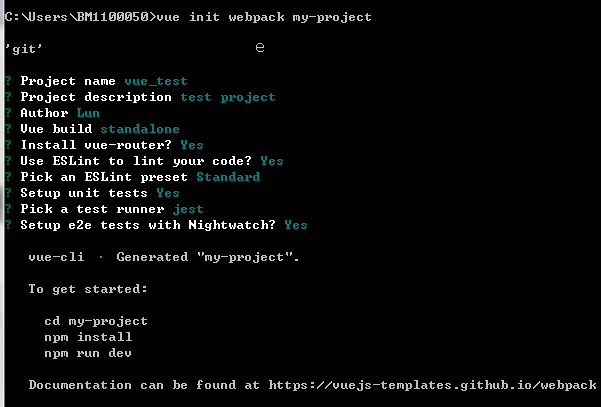 C:\Users\BM1100050>vue init webpack my-project
'git' e
? Project name vue_test
? Project description test project
? Author Lun
? Vue build standalone
? Install vue-router? Yes
? Use ESLint to lint your code? Yes
? Pick an ESLint preset Standard
? Setup unit tests Yes
? Pick a test runner jest
? Setup e2e tests with Nightwatch? Yes
vue-cli · Generated "my-project".
To get started:
cd my-project
npm install
npm run dev
Documentation can be found at https://vuejs-templates.github.io/webpack